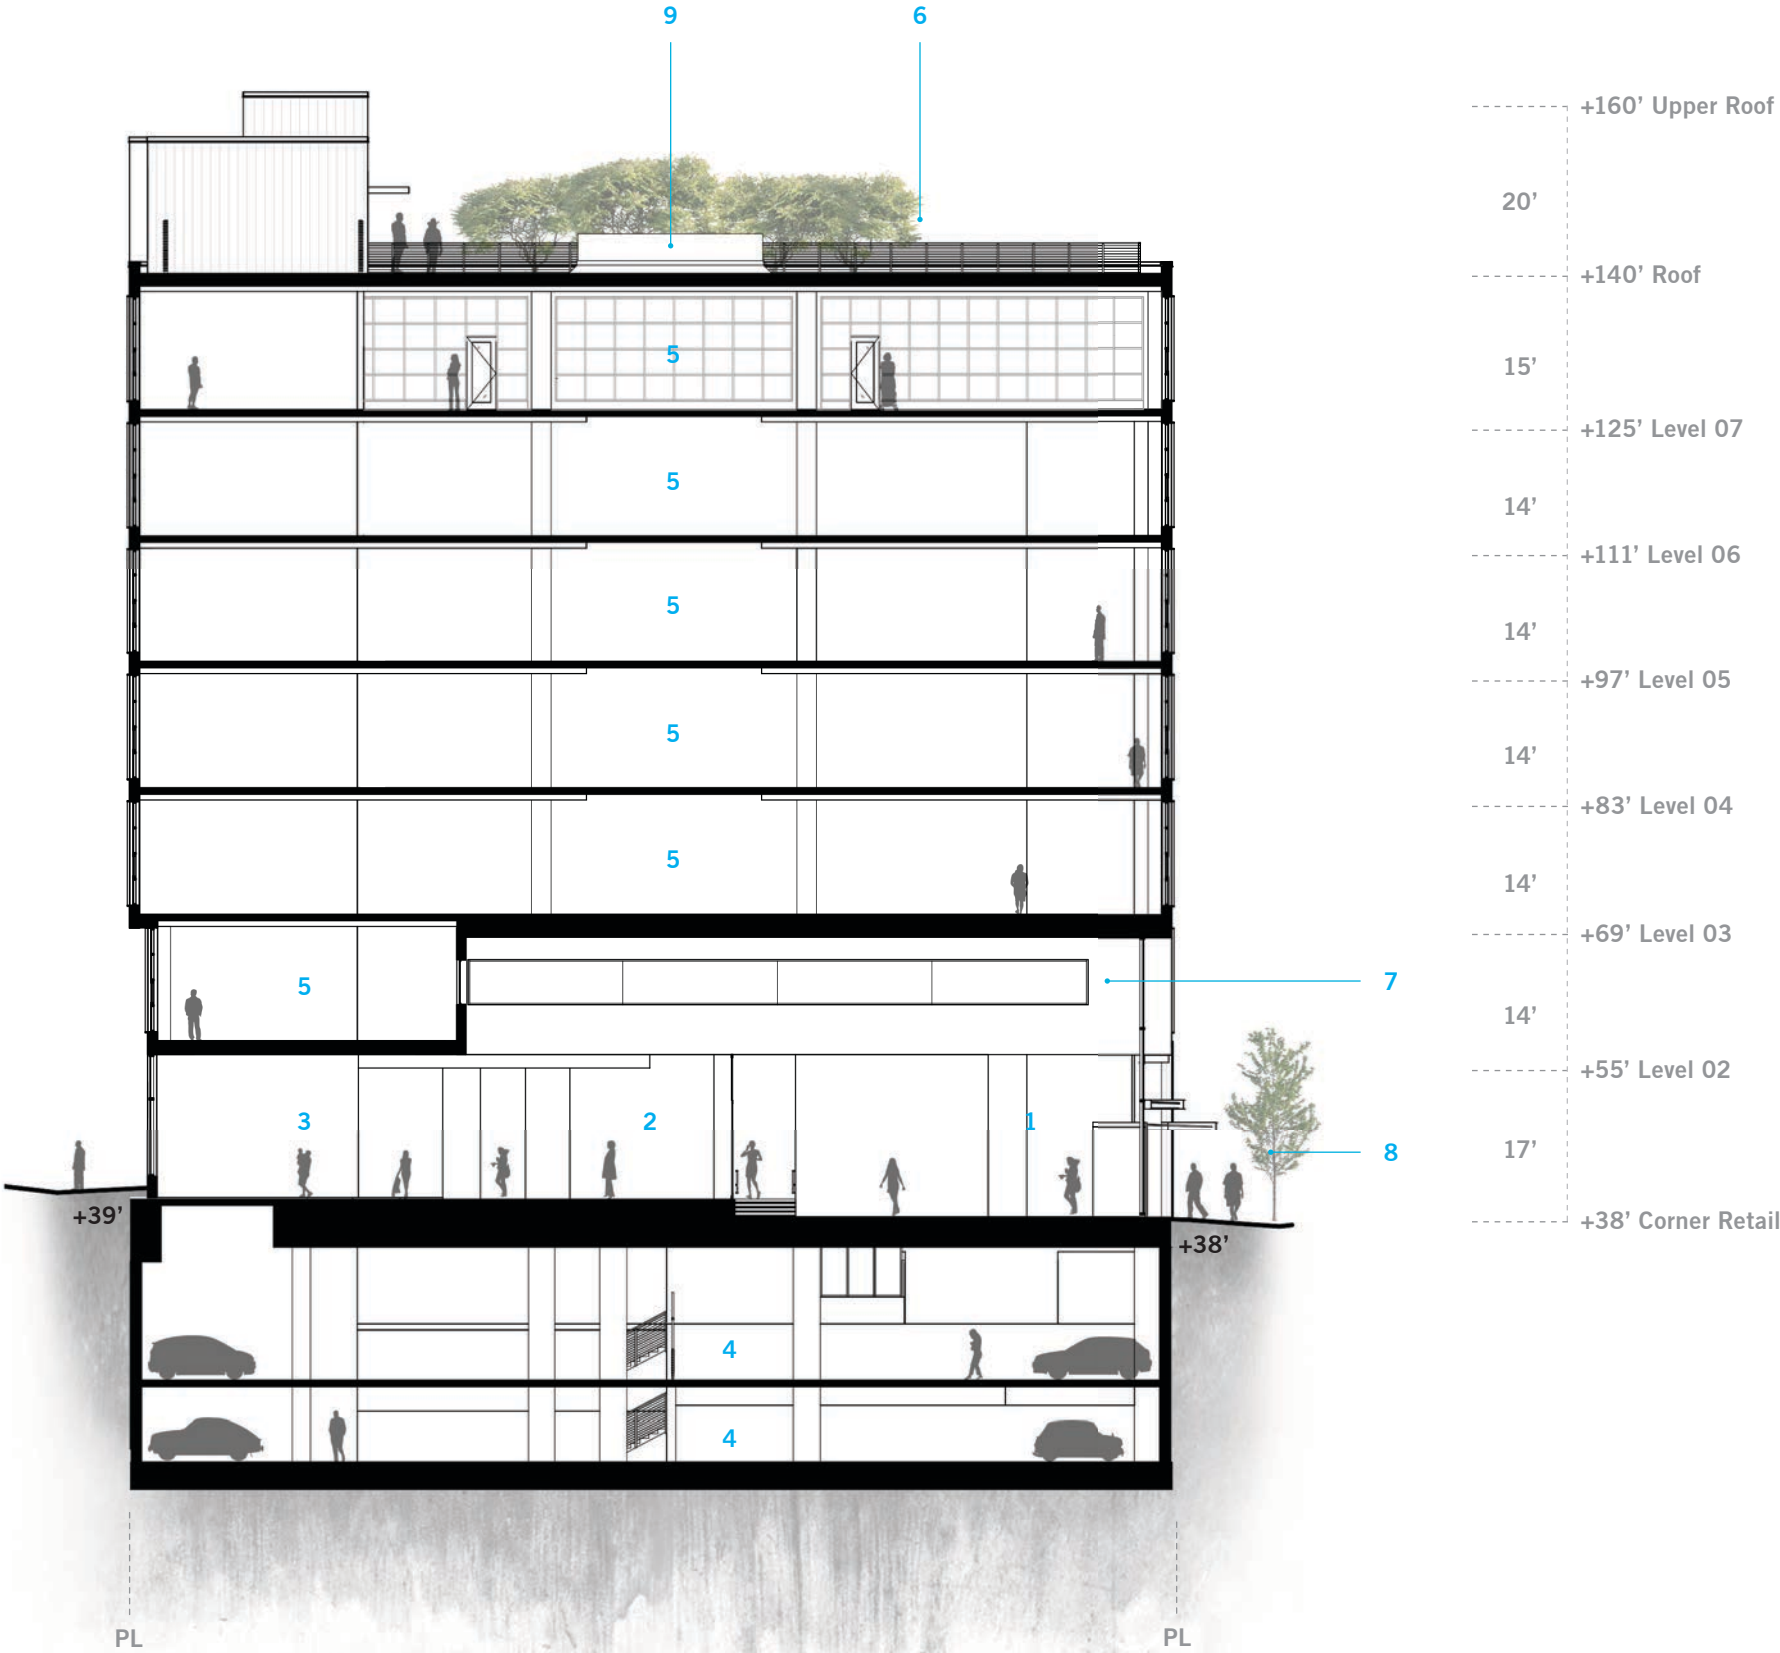 9 6
+160’ Upper Roof
20’
+140’ Roof
5
15’
+125’ Level 07
5
14’
+111’ Level 06
5
14’
+97’ Level 05
5
14’
+83’ Level 04
5
14’
+69’ Level 03
5
7
14’
+55’ Level 02
3 2 1
8
17’
+39’
+38’
+38’ Corner Retail
4
4
PL PL